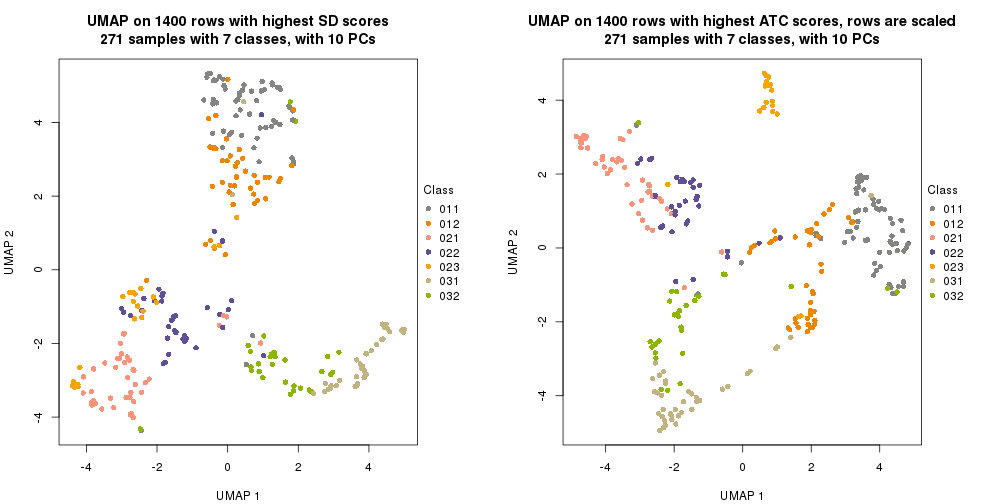 UMAP on 1400 rows with highest SD scores
271 samples with 7 classes, with 10 PCs
4
2
0
-2
-4
UMAP 2
-4 -2 0 2 4
UMAP 1
Class
011
012
021
022
023
032
UMAP on 1400 rows with highest ATC scores, rows are scaled
271 samples with 7 classes, with 10 PCs
4
2
0
-2
-4
UMAP 2
-4 -2 0 2 4
UMAP 1
Class
011
012
021
022
023
031
032